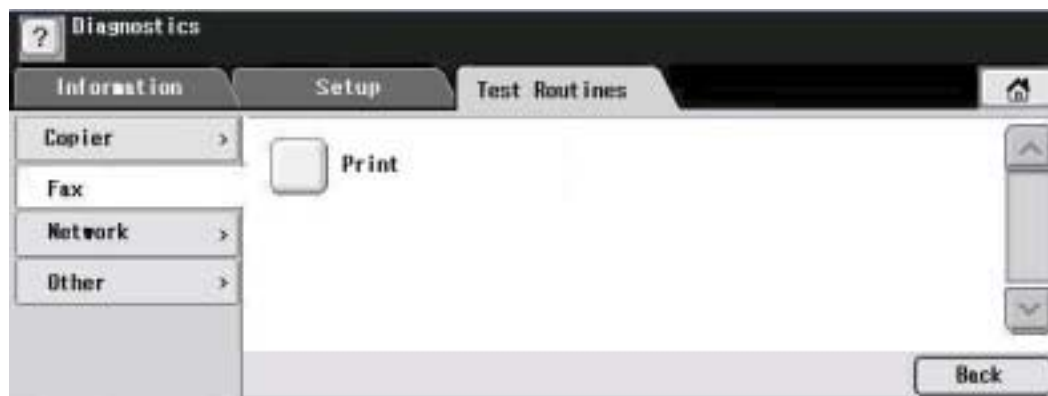 ?
Diagnostics
Information
Setup
Test Routines
Copier >
Print
Fax
Network >
Other >
Back